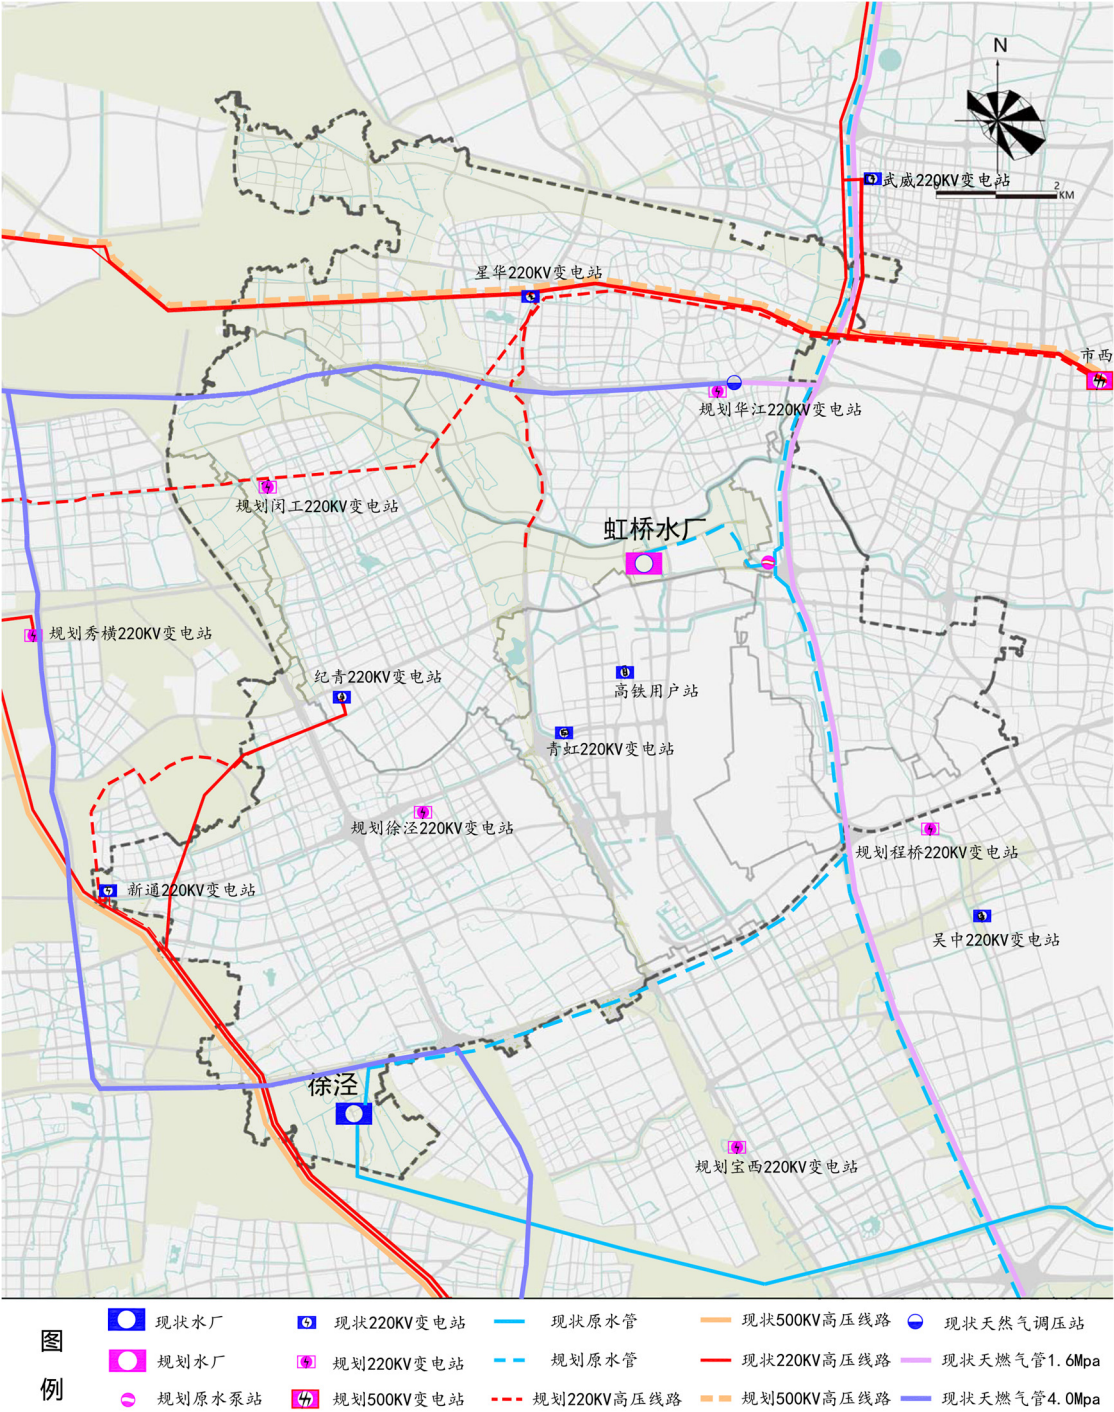 N
武威220KV变电站
2
KM
星华220KV变电站
市西
规划华江220KV变电站
规划闵工220KV变电站
虹桥水厂
规划秀横220KV变电站
纪青220KV变电站
高铁用户站
青虹220KV变电站
规划徐泾220KV变电站
规划程桥220KV变电站
新通220KV变电站
吴中220KV变电站
徐泾
规划宝西220KV变电站
图例
现状水厂
现状220KV变电站
现状原水管
现状500KV高压线路
现状天然气调压站
规划水厂
规划220KV变电站
规划原水管
现状220KV高压线路
现状天燃气管1.6Mpa
规划原水泵站
规划500KV变电站
规划220KV高压线路
规划500KV高压线路
现状天燃气管4.0Mpa